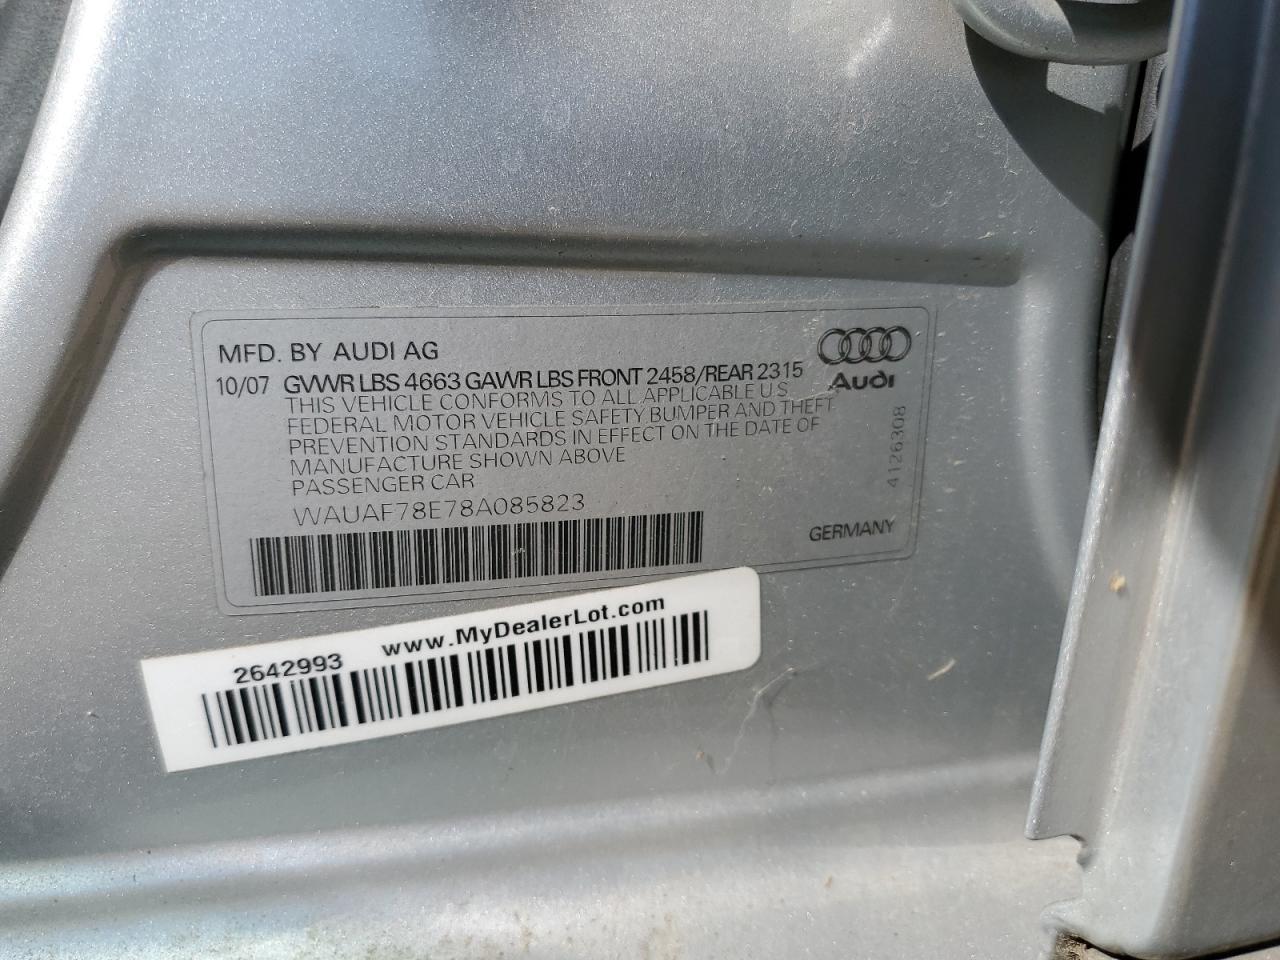 MFD. BY AUDI AG
10/07 GVWR LBS 4663 GAWR LBS FRONT 2458/REAR 2315
THIS VEHICLE CONFORMS TO ALL APPLICABLE U.S.
FEDERAL MOTOR VEHICLE SAFETY BUMPER AND THEFT
PREVENTION STANDARDS IN EFFECT ON THE DATE OF
MANUFACTURE SHOWN ABOVE
PASSENGER CAR
WAUAF78E78A085823
Audi
4126308
GERMANY
2642993 www.MyDealerLot.com